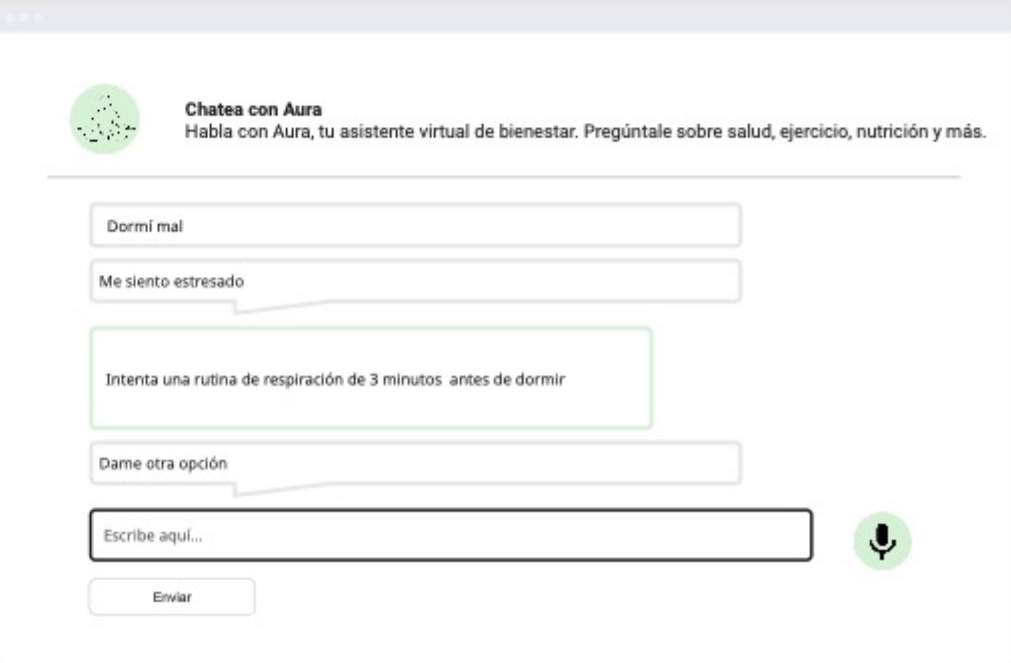 Chatea con Aura
Habla con Aura, tu asistente virtual de bienestar. Pregúntale sobre salud, ejercicio, nutrición y más.
Dormí mal
Me siento estresado
Intenta una rutina de respiración de 3 minutos antes de dormir
Dame otra opción
Escribe aquí...
Enviar